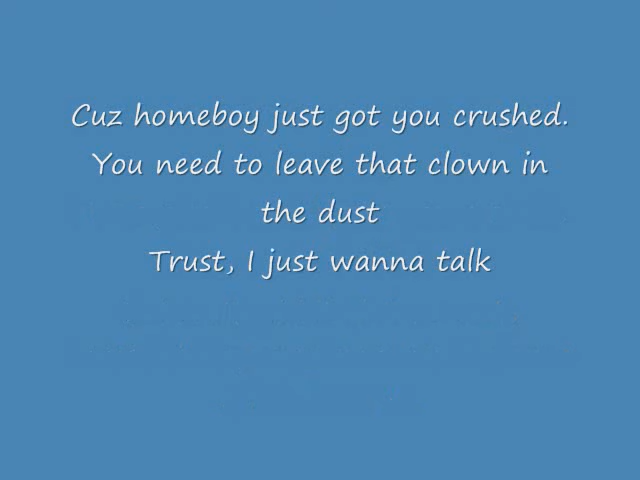 Cuz homeboy just got you crushed.
You need to leave that clown in
the dust
Trust, I just wanna talk